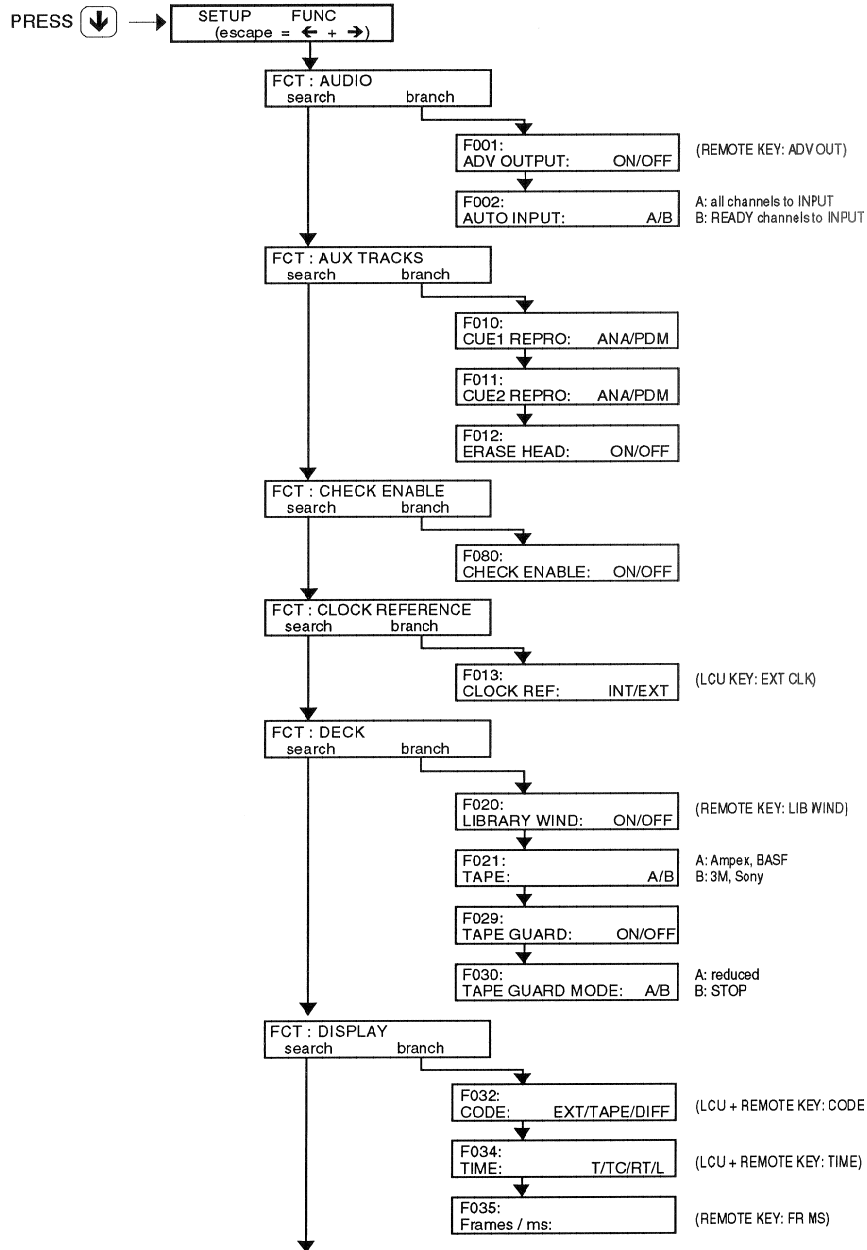 PRESS
SETUP FUNC
(escape = ← + →)
FCT : AUDIO
search branch
F001:
ADV OUTPUT: ON/OFF
(REMOTE KEY: ADV OUT)
F002:
AUTO INPUT: A/B
A: all channels to INPUT
B: READY channels to INPUT
FCT : AUX TRACKS
search branch
F010:
CUE1 REPRO: ANA/PDM
F011:
CUE2 REPRO: ANA/PDM
F012:
ERASE HEAD: ON/OFF
FCT : CHECK ENABLE
search branch
F080:
CHECK ENABLE: ON/OFF
FCT : CLOCK REFERENCE
search branch
F013:
CLOCK REF: INT/EXT
(LCU KEY: EXT CLK)
FCT : DECK
search branch
F020:
LIBRARY WIND: ON/OFF
(REMOTE KEY: LIB WIND)
F021:
TAPE: A/B
A: Ampex, BASF
B: 3M, Sony
F029:
TAPE GUARD: ON/OFF
F030:
TAPE GUARD MODE: A/B
A: reduced
B: STOP
FCT : DISPLAY
search branch
F032:
CODE: EXT/TAPE/DIFF
(LCU + REMOTE KEY: CODE
F034:
TIME: T/TC/RT/L
(LCU + REMOTE KEY: TIME)
F035:
Frames / ms:
(REMOTE KEY: FR MS)